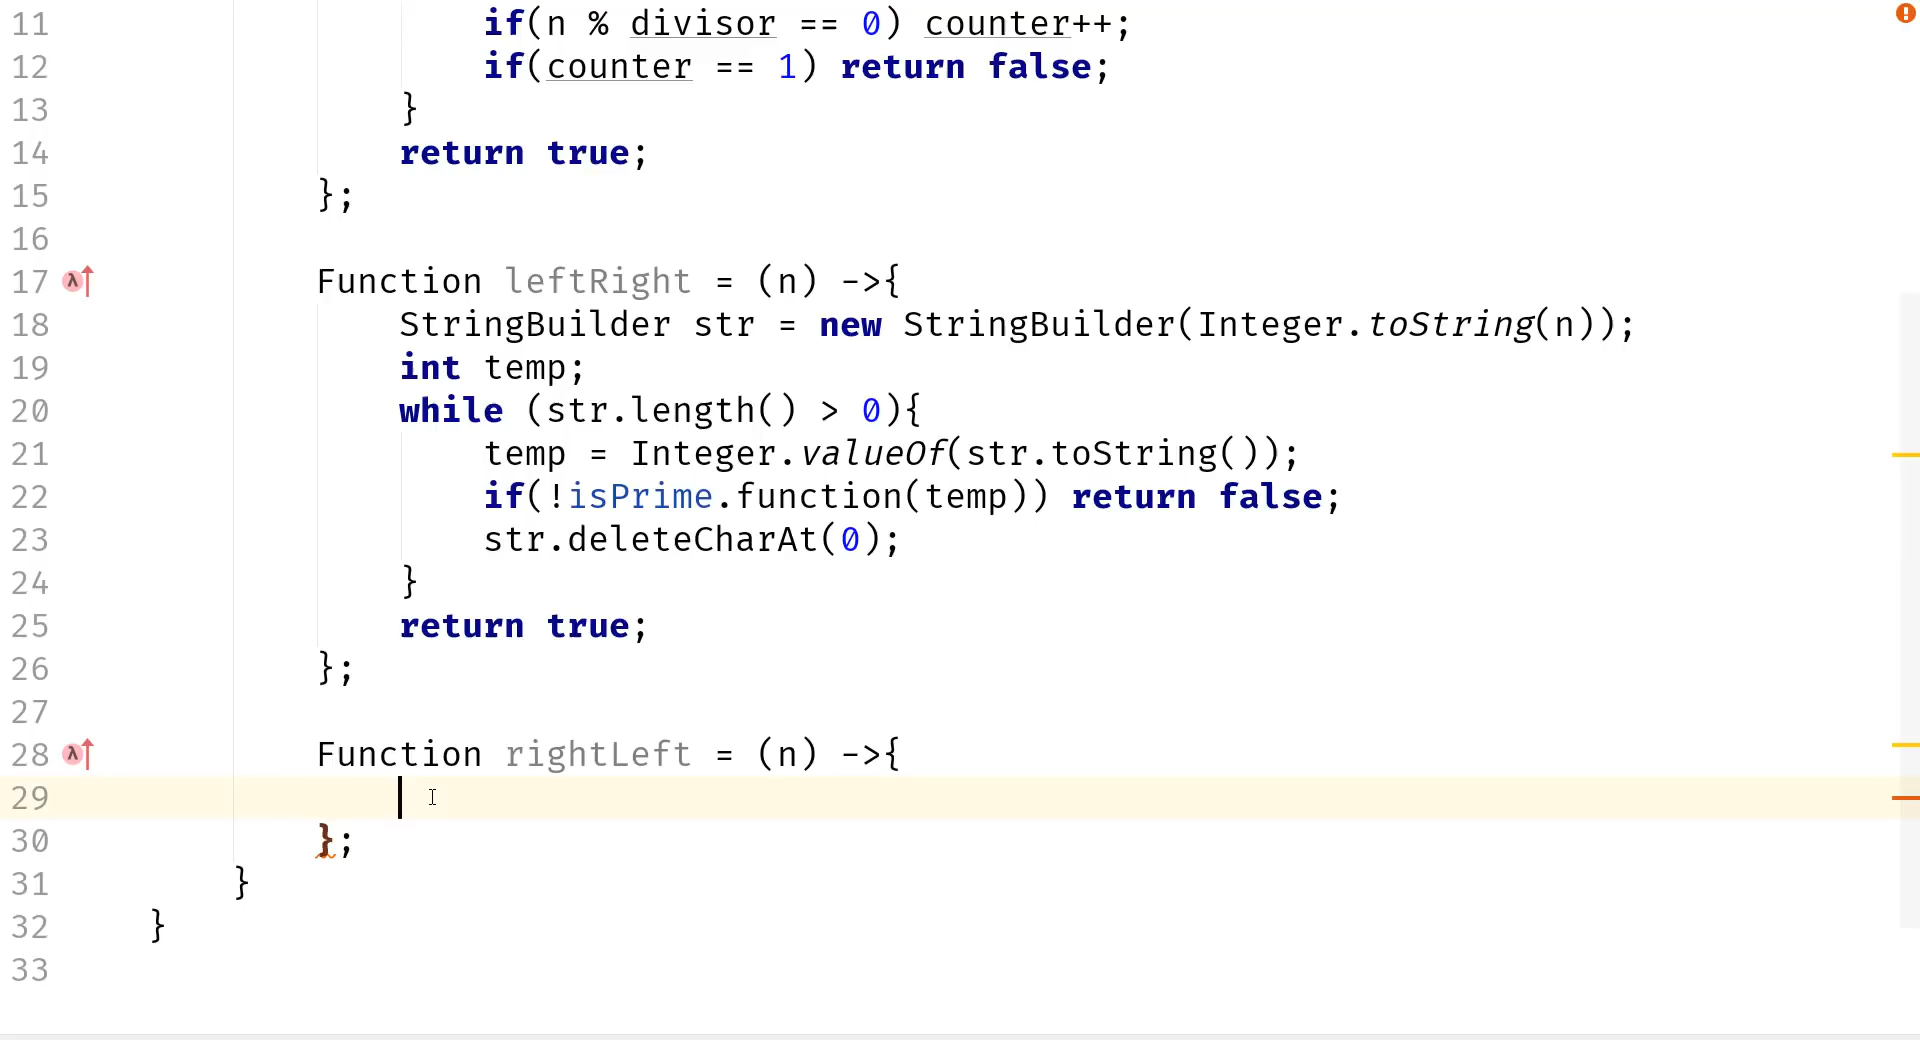 11 if(n % divisor == 0) counter++;
12 if(counter == 1) return false;
13 }
14 return true;
15 };
16
17 Function leftRight = (n) ->{
18 StringBuilder str = new StringBuilder(Integer.toString(n));
19 int temp;
20 while (str.length() > 0){
21 temp = Integer.valueOf(str.toString());
22 if(!isPrime.function(temp)) return false;
23 str.deleteCharAt(0);
24 }
25 return true;
26 };
27
28 Function rightLeft = (n) ->{
29
30 };
31 }
32 }
33